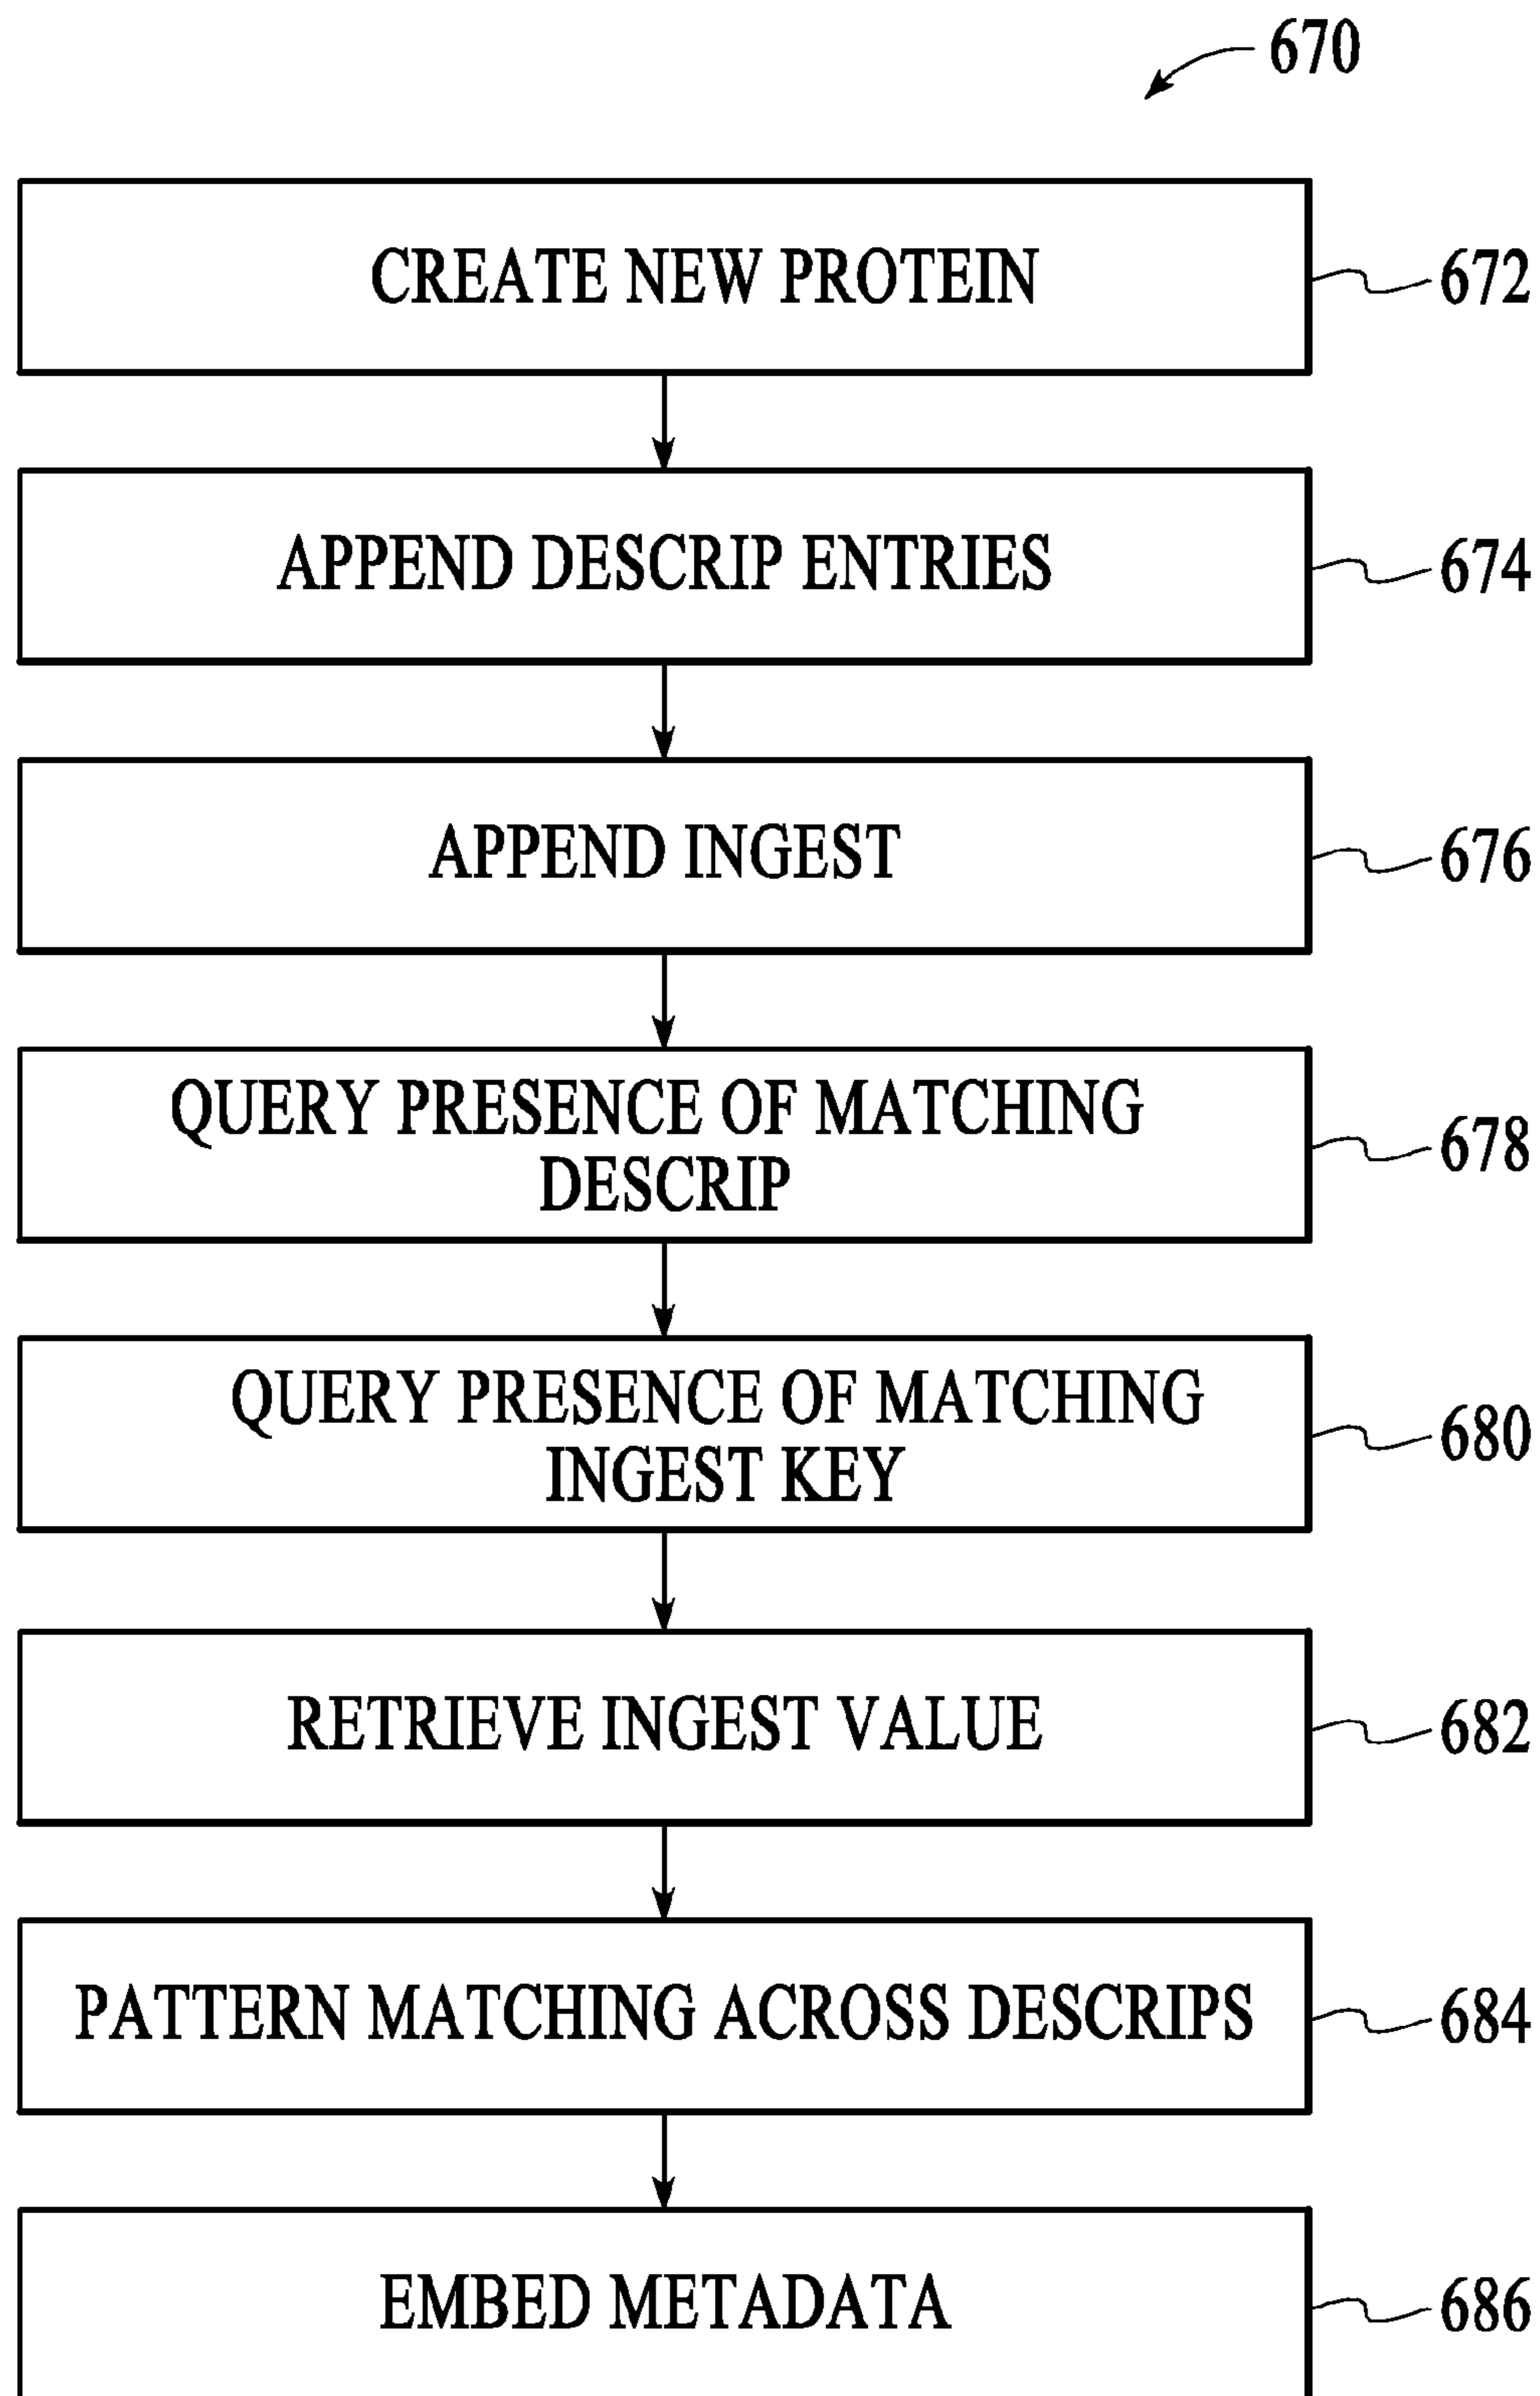 670
CREATE NEW PROTEIN
672
APPEND DESCRIP ENTRIES
674
APPEND INGEST
676
QUERY PRESENCE OF MATCHING
DESCRIP
678
QUERY PRESENCE OF MATCHING
INGEST KEY
680
RETRIEVE INGEST VALUE
682
PATTERN MATCHING ACROSS DESCRIPS
684
EMBED METADATA
686